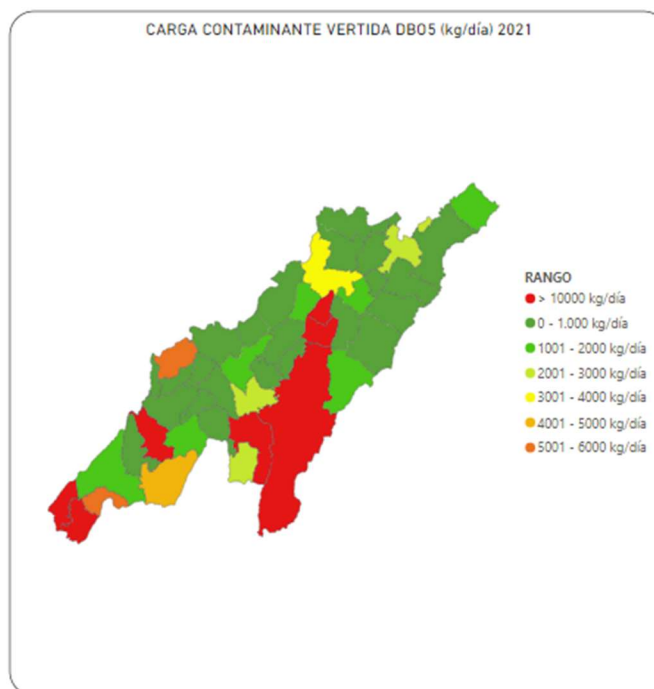 CARGA CONTAMINANTE VERTIDA DBO5 (kg/día) 2021
RANGO
> 10000 kg/día
0 - 1.000 kg/día
1001 - 2000 kg/día
2001 - 3000 kg/día
3001 - 4000 kg/día
4001 - 5000 kg/día
5001 - 6000 kg/día